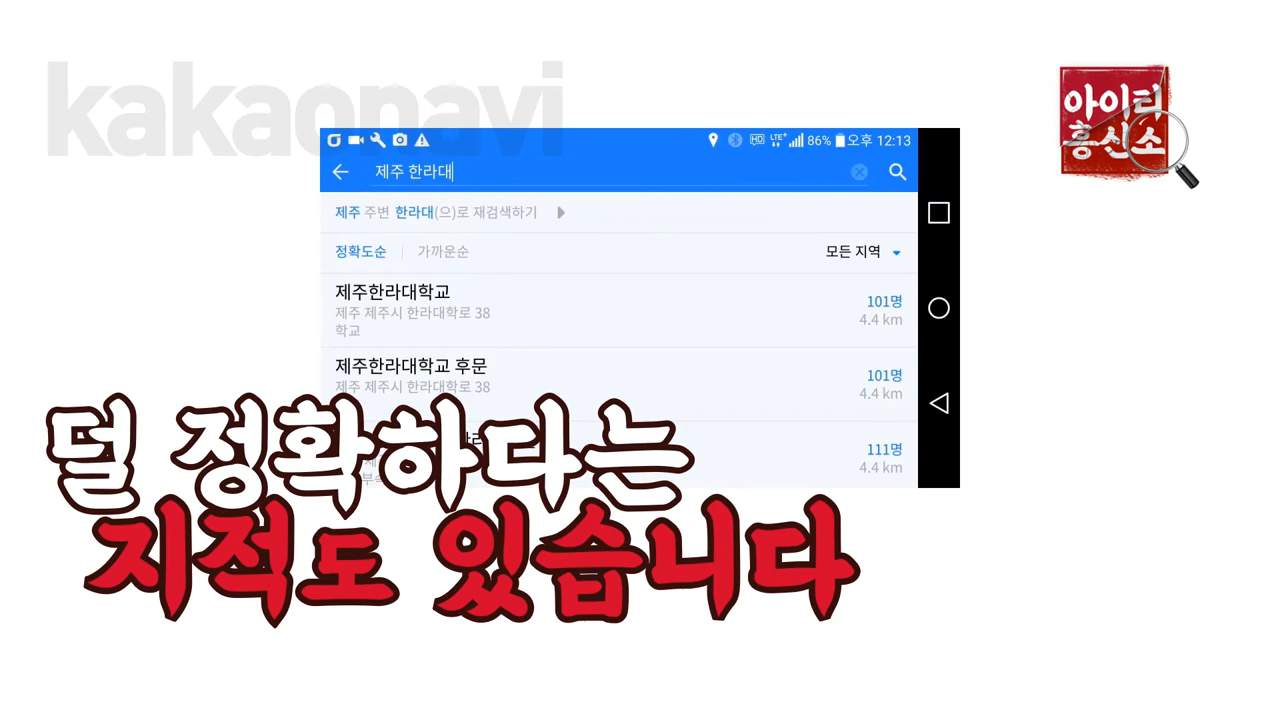 kakaonavi
아이티
흥신소
LTE+ 86% 오후 12:13
제주 한라대
제주 주변 한라대(으)로 재검색하기
정확도순 | 가까운순 모든 지역
제주한라대학교 101명
제주 제주시 한라대학로 38 4.4 km
학교
제주한라대학교 후문 101명
제주 제주시 한라대학로 38 4.4 km
111명
4.4 km
덜 정확하다는
지적도 있습니다